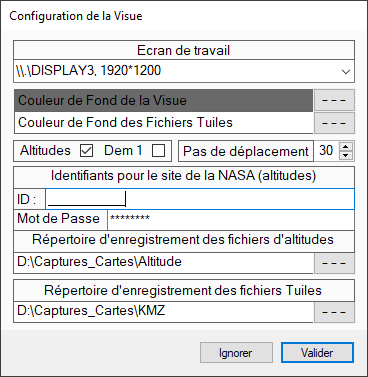 Configuration de la Visue
Ecran de travail
\\.\DISPLAY3, 1920*1200
Couleur de Fond de la Visue - - -
Couleur de Fond des Fichiers Tuiles - - -
Altitudes Dem 1 Pas de déplacement 30
Identifiants pour le site de la NASA (altitudes)
ID :
Mot de Passe ********
Répertoire d'enregistrement des fichiers d'altitudes
D:\Captures_Cartes\Altitude - - -
Répertoire d'enregistrement des fichiers Tuiles
D:\Captures_Cartes\KMZ - - -
Ignorer Valider